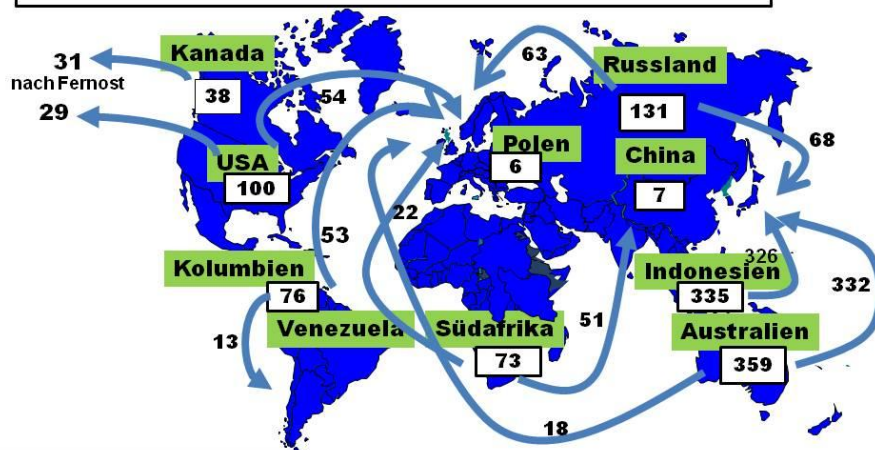 Kanada
31
nach Fernost
38
29
54
63
Russland
131
68
USA
100
Polen
6
China
7
22
53
Kolumbien
76
326
Indonesien
335
332
Venezuela
Südafrika
73
51
Australien
359
13
18